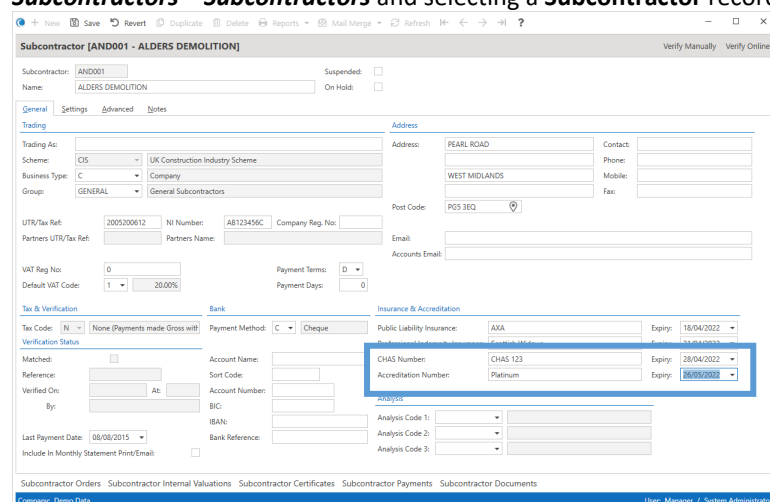 Subcontractors – Subcontractors and selecting a Subcontractor record
+ New Save Revert Duplicate Delete Reports Mail Merge Refresh ?
Subcontractor [AND001 - ALDERS DEMOLITION] Verify Manually Verify Online
Subcontractor: AND001 Suspended:
Name: ALDERS DEMOLITION On Hold:
General Settings Advanced Notes
Trading Address
Trading As: Address: PEARL ROAD Contact:
Scheme: CIS UK Construction Industry Scheme Phone:
Business Type: C Company WEST MIDLANDS Mobile:
Group: GENERAL General Subcontractors Fax:
Post Code: PG5 3EQ
UTR/Tax Ref: 2005200612 NI Number: AB123456C Company Reg. No: Email:
Partners UTR/Tax Ref: Partners Name: Accounts Email:
VAT Reg No: 0 Payment Terms: D
Default VAT Code: 1 20.00% Payment Days: 0
Tax & Verification Bank Insurance & Accreditation
Tax Code: N None (Payments made Gross with Payment Method: C Cheque Public Liability Insurance: AXA Expiry: 18/04/2022
Verification Status
Matched: Account Name: CHAS Number: CHAS 123 Expiry: 28/04/2022
Reference: Sort Code: Accreditation Number: Platinum Expiry: 26/05/2022
Verified On: At: Account Number: Analysis
By: BIC: Analysis Code 1:
IBAN: Analysis Code 2:
Last Payment Date: 08/08/2015 Bank Reference: Analysis Code 3:
Include In Monthly Statement Print/Email:
Subcontractor Orders Subcontractor Internal Valuations Subcontractor Certificates Subcontractor Payments Subcontractor Documents
Company: Demo Data User: Manager / System Administrator